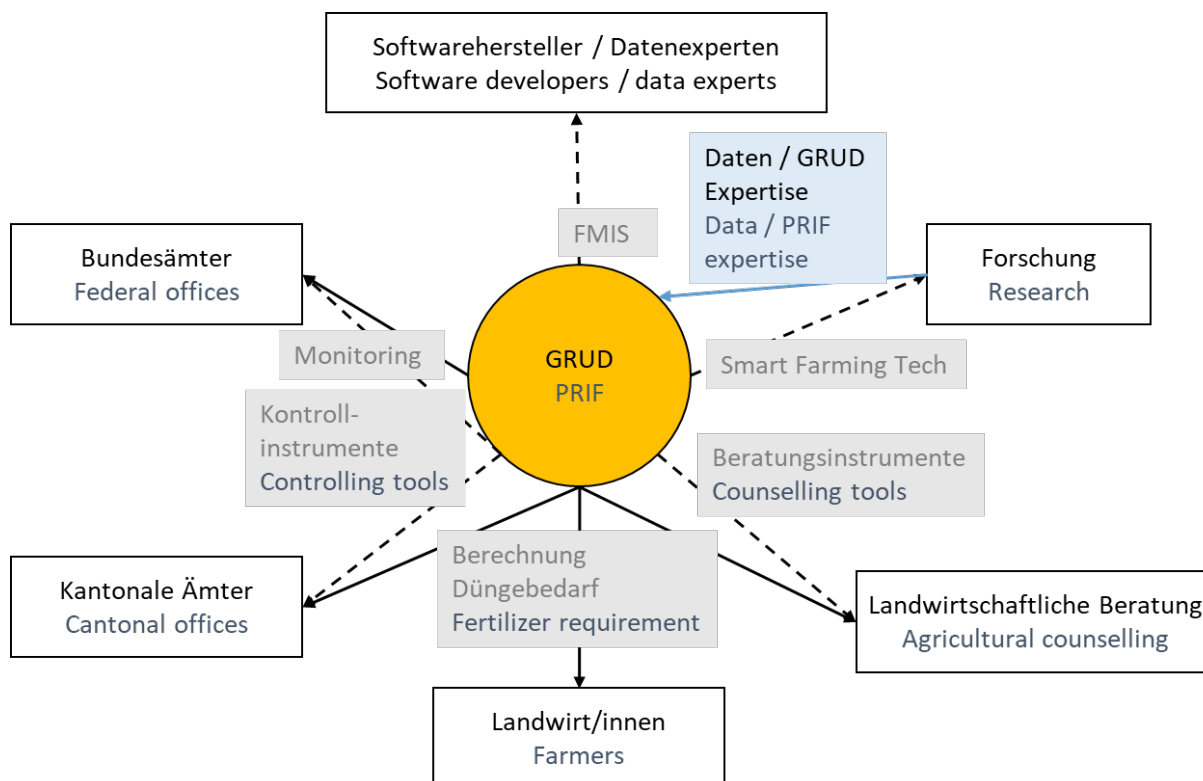 Softwarehersteller / Datenexperten
Software developers / data experts
Daten / GRUD
Expertise
Data / PRIF
expertise
FMIS
Bundesämter
Federal offices
Forschung
Research
Monitoring
GRUD
PRIF
Smart Farming Tech
Kontroll-
instrumente
Controlling tools
Beratungsinstrumente
Counselling tools
Berechnung
Düngebedarf
Fertilizer requirement
Kantonale Ämter
Cantonal offices
Landwirtschaftliche Beratung
Agricultural counselling
Landwirt/innen
Farmers